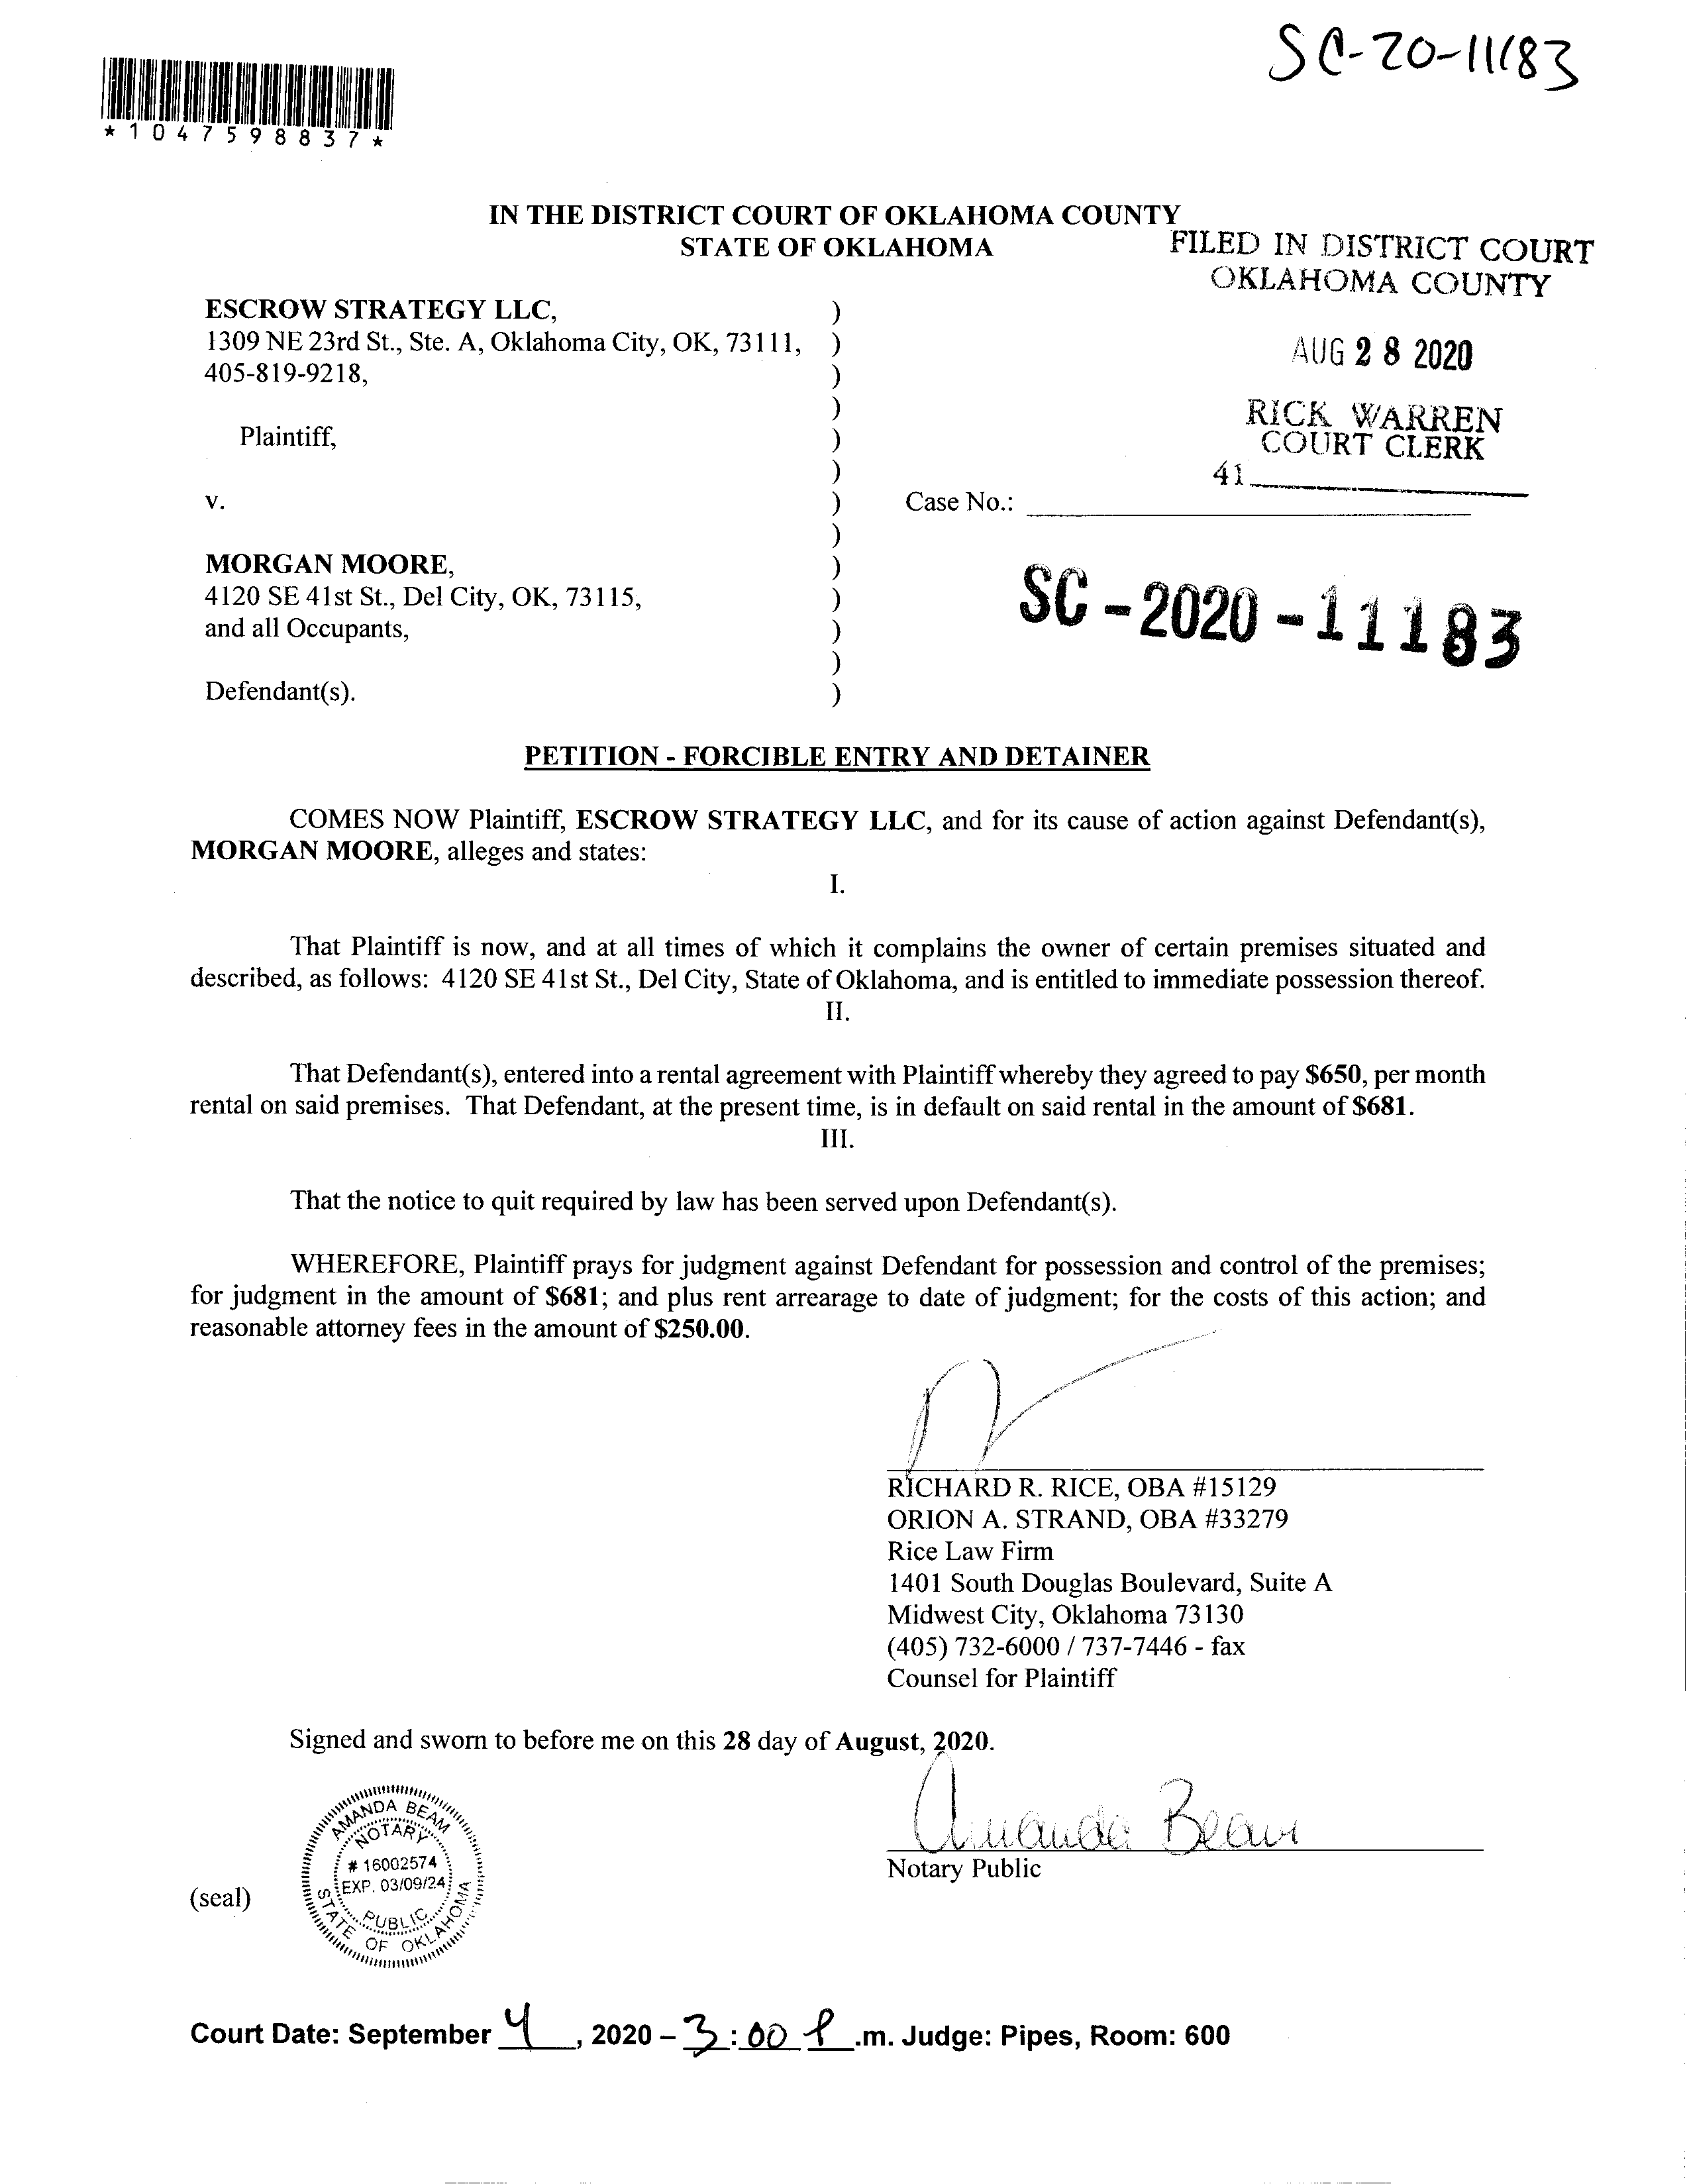 SC-20-11183
*1047598837*
IN THE DISTRICT COURT OF OKLAHOMA COUNTY
STATE OF OKLAHOMA
FILED IN DISTRICT COURT
OKLAHOMA COUNTY
AUG 28 2020
RICK WARREN
COURT CLERK
41
ESCROW STRATEGY LLC, )
1309 NE 23rd St., Ste. A, Oklahoma City, OK, 73111, )
405-819-9218, )
)
Plaintiff, )
)
v. ) Case No.:
)
MORGAN MOORE, )
4120 SE 41st St., Del City, OK, 73115, )
and all Occupants, )
)
Defendant(s). )
SC-2020-11183
PETITION - FORCIBLE ENTRY AND DETAINER
COMES NOW Plaintiff, ESCROW STRATEGY LLC, and for its cause of action against Defendant(s),
MORGAN MOORE, alleges and states:
I.
That Plaintiff is now, and at all times of which it complains the owner of certain premises situated and
described, as follows: 4120 SE 41st St., Del City, State of Oklahoma, and is entitled to immediate possession thereof.
II.
That Defendant(s), entered into a rental agreement with Plaintiff whereby they agreed to pay $650, per month
rental on said premises. That Defendant, at the present time, is in default on said rental in the amount of $681.
III.
That the notice to quit required by law has been served upon Defendant(s).
WHEREFORE, Plaintiff prays for judgment against Defendant for possession and control of the premises;
for judgment in the amount of $681; and plus rent arrearage to date of judgment; for the costs of this action; and
reasonable attorney fees in the amount of $250.00.
RICHARD R. RICE, OBA #15129
ORION A. STRAND, OBA #33279
Rice Law Firm
1401 South Douglas Boulevard, Suite A
Midwest City, Oklahoma 73130
(405) 732-6000 / 737-7446 - fax
Counsel for Plaintiff
Signed and sworn to before me on this 28 day of August, 2020.
Amanda Beam
Notary Public
(seal)
AMANDA BEAM
NOTARY
# 16002574
EXP. 03/09/24
PUBLIC
STATE OF OKLAHOMA
Court Date: September 4, 2020 – 3:00 P.m. Judge: Pipes, Room: 600